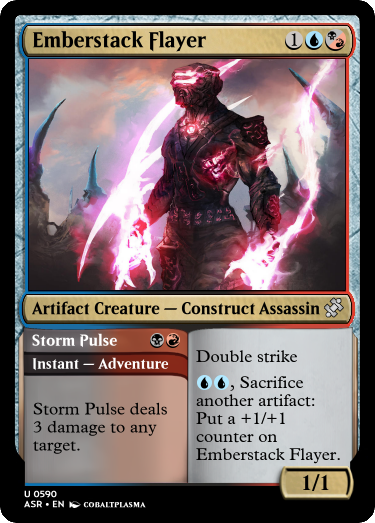 Emberstack Flayer 1
Artifact Creature — Construct Assassin
Storm Pulse
Instant — Adventure
Storm Pulse deals
3 damage to any
target.
Double strike
, Sacrifice
another artifact:
Put a +1/+1
counter on
Emberstack Flayer.
1/1
U 0590
ASR • EN COBALTPLASMA